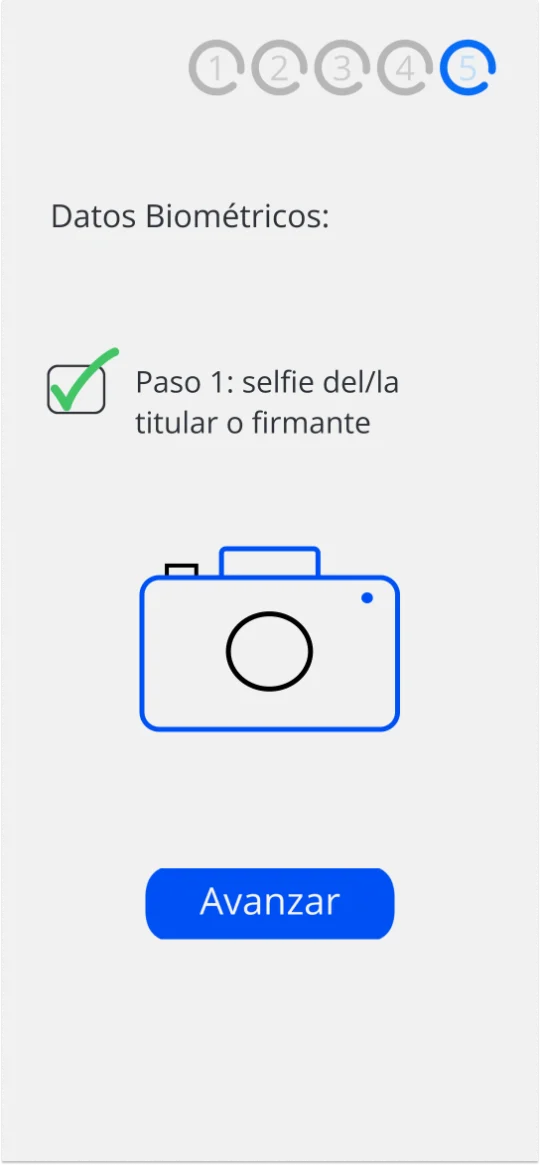 1 2 3 4 5
Datos Biométricos:
Paso 1: selfie del/la
titular o firmante
Avanzar